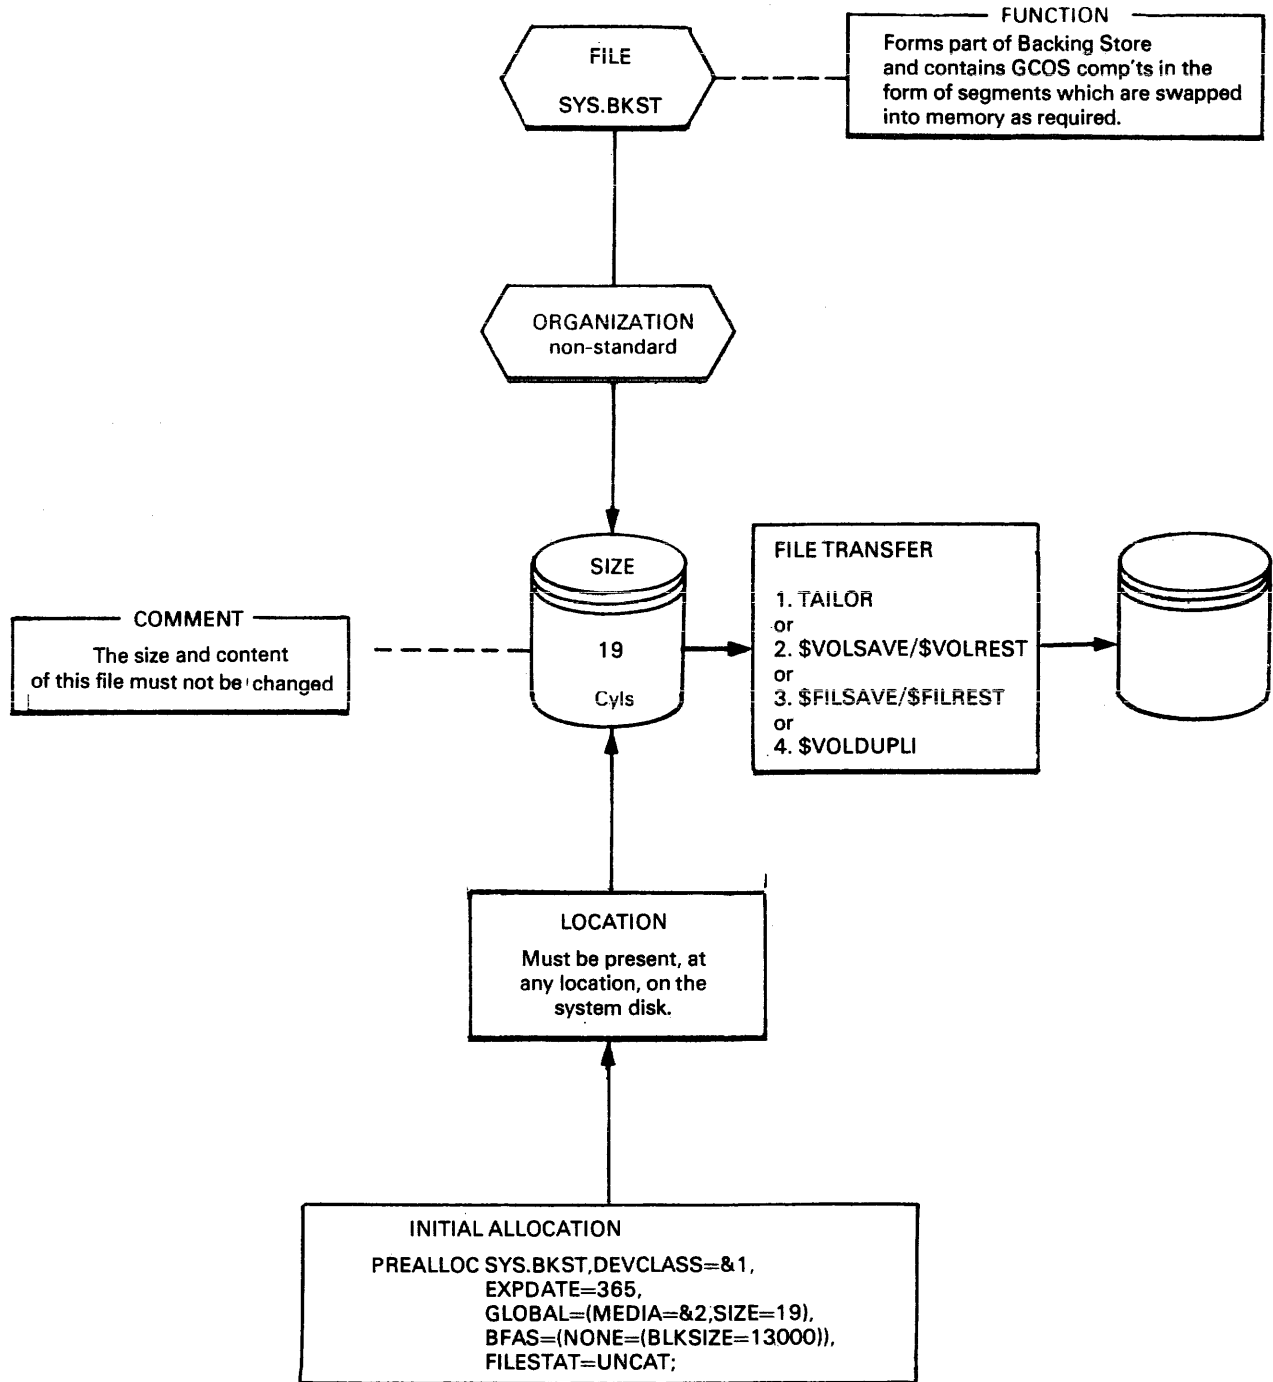 FILE
SYS.BKST
FUNCTION
Forms part of Backing Store
and contains GCOS comp'ts in the
form of segments which are swapped
into memory as required.
ORGANIZATION
non-standard
SIZE
19
Cyls
FILE TRANSFER
1. TAILOR
or
2. $VOLSAVE/$VOLREST
or
3. $FILSAVE/$FILREST
or
4. $VOLDUPLI
COMMENT
The size and content
of this file must not be changed
LOCATION
Must be present, at
any location, on the
system disk.
INITIAL ALLOCATION
PREALLOC SYS.BKST,DEVCLASS=&1,
EXPDATE=365,
GLOBAL=(MEDIA=&2,SIZE=19),
BFAS=(NONE=(BLKSIZE=13000)),
FILESTAT=UNCAT;